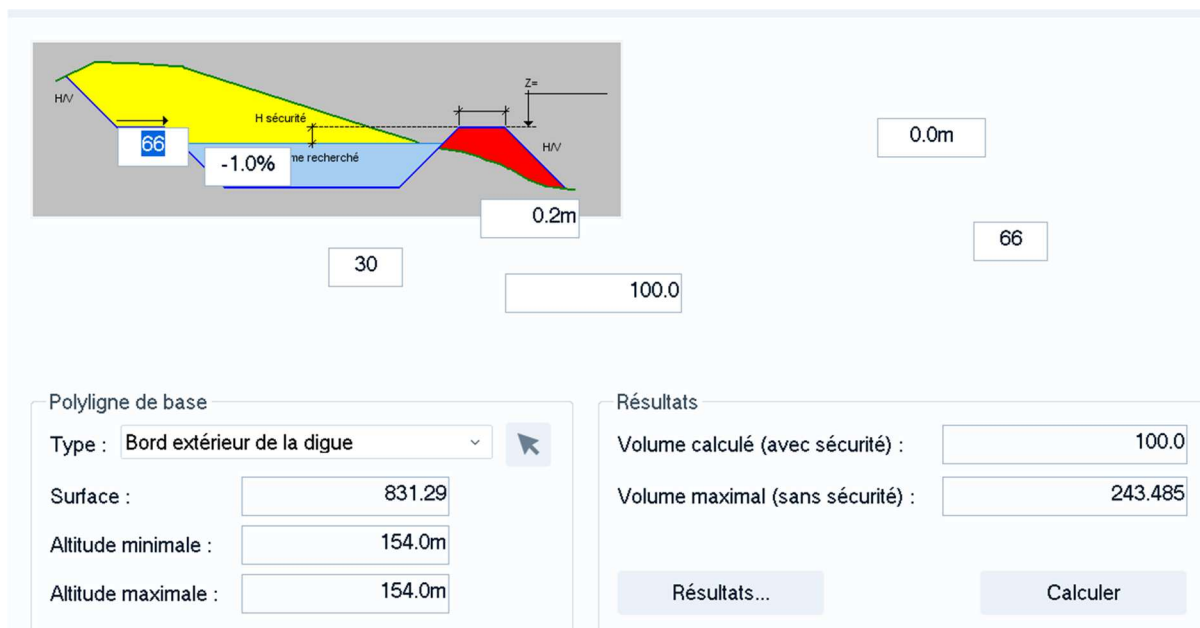 Z=
H/V
H sécurité
0.0m
66
H/V
-1.0%
me recherché
0.2m
66
30
100.0
Polyligne de base
Type : Bord extérieur de la digue
Surface : 831.29
Altitude minimale : 154.0m
Altitude maximale : 154.0m
Résultats
Volume calculé (avec sécurité) : 100.0
Volume maximal (sans sécurité) : 243.485
Résultats... Calculer